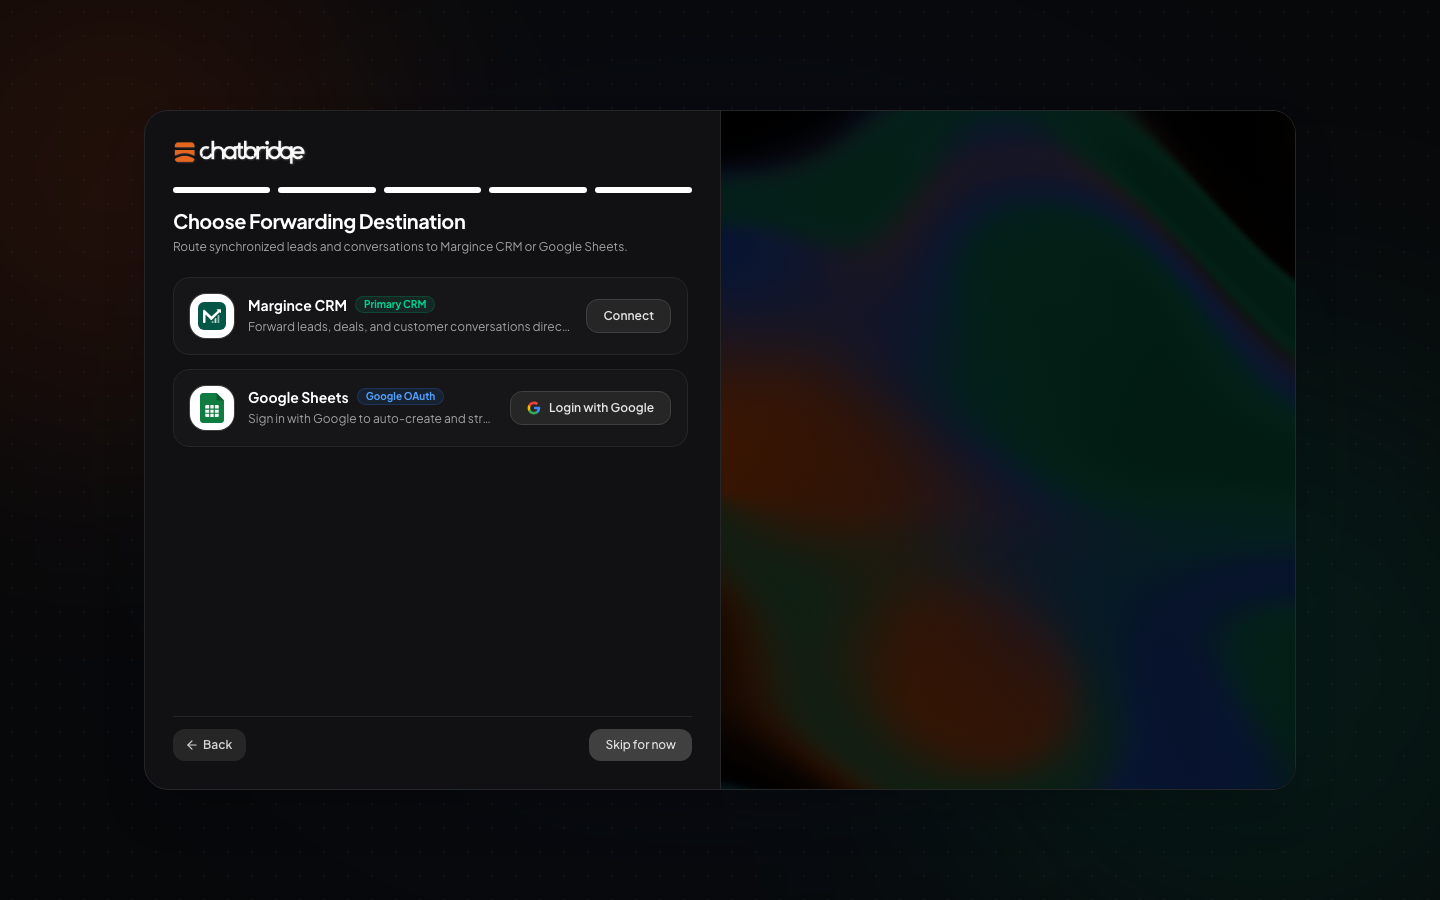 chatbridge
Choose Forwarding Destination
Route synchronized leads and conversations to Margince CRM or Google Sheets.
Margince CRM Primary CRM
Forward leads, deals, and customer conversations direc...
Connect
Google Sheets Google OAuth
Sign in with Google to auto-create and str...
Login with Google
Back
Skip for now